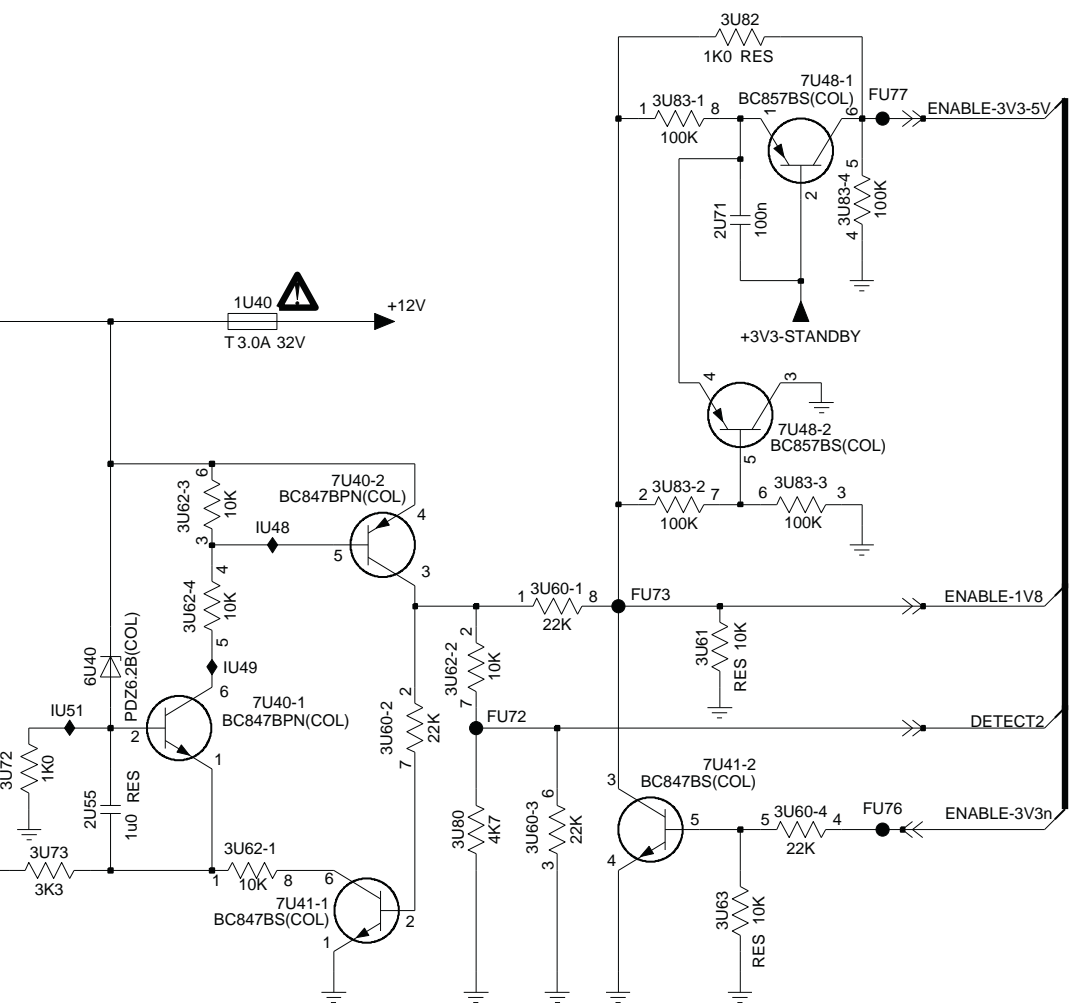 3U82
1K0 RES
7U48-1
BC857BS(COL)
FU77
ENABLE-3V3-5V
1 3U83-1 8
100K
1
6
2
2U71
100n
5
3U83-4
100K
4
+3V3-STANDBY
1U40
T 3.0A 32V
+12V
4
3
7U48-2
BC857BS(COL)
5
2 3U83-2 7
100K
6 3U83-3 3
100K
6
3U62-3
10K
3
IU48
7U40-2
BC847BPN(COL)
4
5
3
4
3U62-4
10K
5
IU49
1 3U60-1 8
22K
FU73
ENABLE-1V8
3U61
RES 10K
6U40
PDZ6.2B(COL)
IU51
2
6
7U40-1
BC847BPN(COL)
1
3U72
1K0
2U55
1u0 RES
2
3U62-2
10K
7
2
3U60-2
22K
7
FU72
DETECT2
3U80
4K7
6
3U60-3
22K
3
7U41-2
BC847BS(COL)
3
5
4
5 3U60-4 4
22K
FU76
ENABLE-3V3n
3U63
RES 10K
3U73
3K3
3U62-1
1 10K 8
6
7U41-1
BC847BS(COL)
2
1